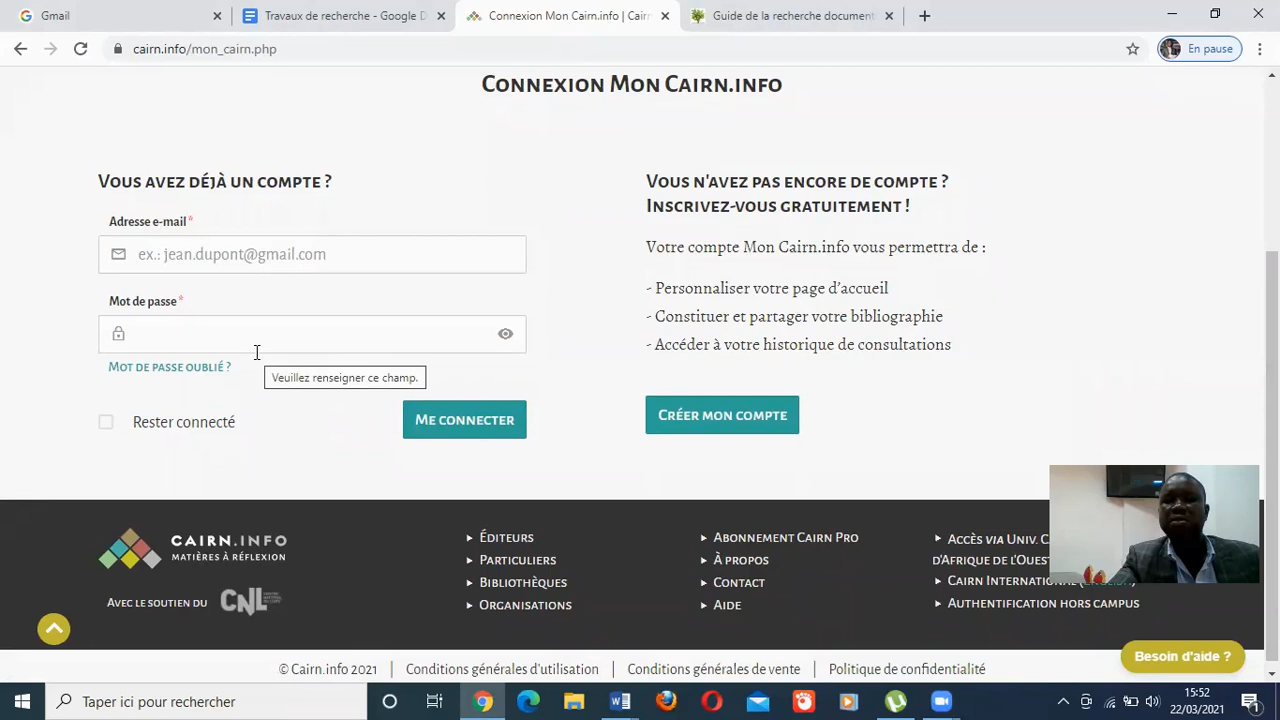 Gmail
Travaux de recherche - Google D
Connexion Mon Cairn.info | Cairn
Guide de la recherche document
cairn.info/mon_cairn.php
En pause
Connexion Mon Cairn.info
Vous avez déjà un compte ?
Adresse e-mail *
ex.: jean.dupont@gmail.com
Mot de passe *
Mot de passe oublié ?
Veuillez renseigner ce champ.
Rester connecté
Me connecter
Vous n'avez pas encore de compte ?
Inscrivez-vous gratuitement !
Votre compte Mon Cairn.info vous permettra de :
- Personnaliser votre page d'accueil
- Constituer et partager votre bibliographie
- Accéder à votre historique de consultations
Créer mon compte
CAIRN.INFO
MATIÈRES À RÉFLEXION
Avec le soutien du
CNL
Éditeurs
Particuliers
Bibliothèques
Organisations
Abonnement Cairn Pro
À propos
Contact
Aide
Accès via Univ. C
d'Afrique de l'Ouest
Cairn International
Authentification hors campus
Besoin d'aide ?
© Cairn.info 2021
Conditions générales d'utilisation
Conditions générales de vente
Politique de confidentialité
Taper ici pour rechercher
15:52
22/03/2021
1